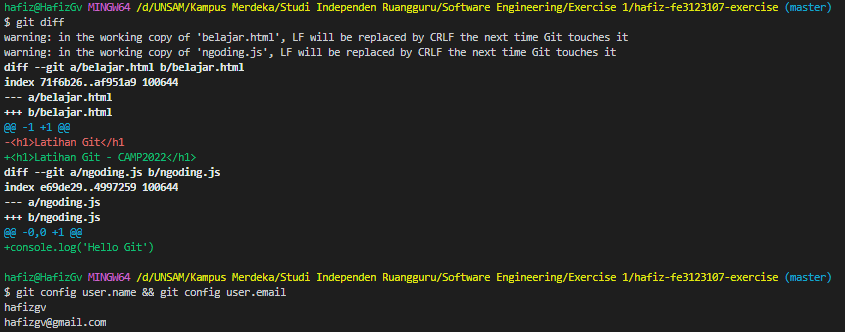 hafiz@HafizGv MINGW64 /d/UNSAM/Kampus Merdeka/Studi Independen Ruangguru/Software Engineering/Exercise 1/hafiz-fe3123107-exercise (master)
$ git diff
warning: in the working copy of 'belajar.html', LF will be replaced by CRLF the next time Git touches it
warning: in the working copy of 'ngoding.js', LF will be replaced by CRLF the next time Git touches it
diff --git a/belajar.html b/belajar.html
index 71f6b26..af951a9 100644
--- a/belajar.html
+++ b/belajar.html
@@ -1 +1 @@
-<h1>Latihan Git</h1
+<h1>Latihan Git - CAMP2022</h1>
diff --git a/ngoding.js b/ngoding.js
index e69de29..4997259 100644
--- a/ngoding.js
+++ b/ngoding.js
@@ -0,0 +1 @@
+console.log('Hello Git')
hafiz@HafizGv MINGW64 /d/UNSAM/Kampus Merdeka/Studi Independen Ruangguru/Software Engineering/Exercise 1/hafiz-fe3123107-exercise (master)
$ git config user.name && git config user.email
hafizgv
hafizgv@gmail.com